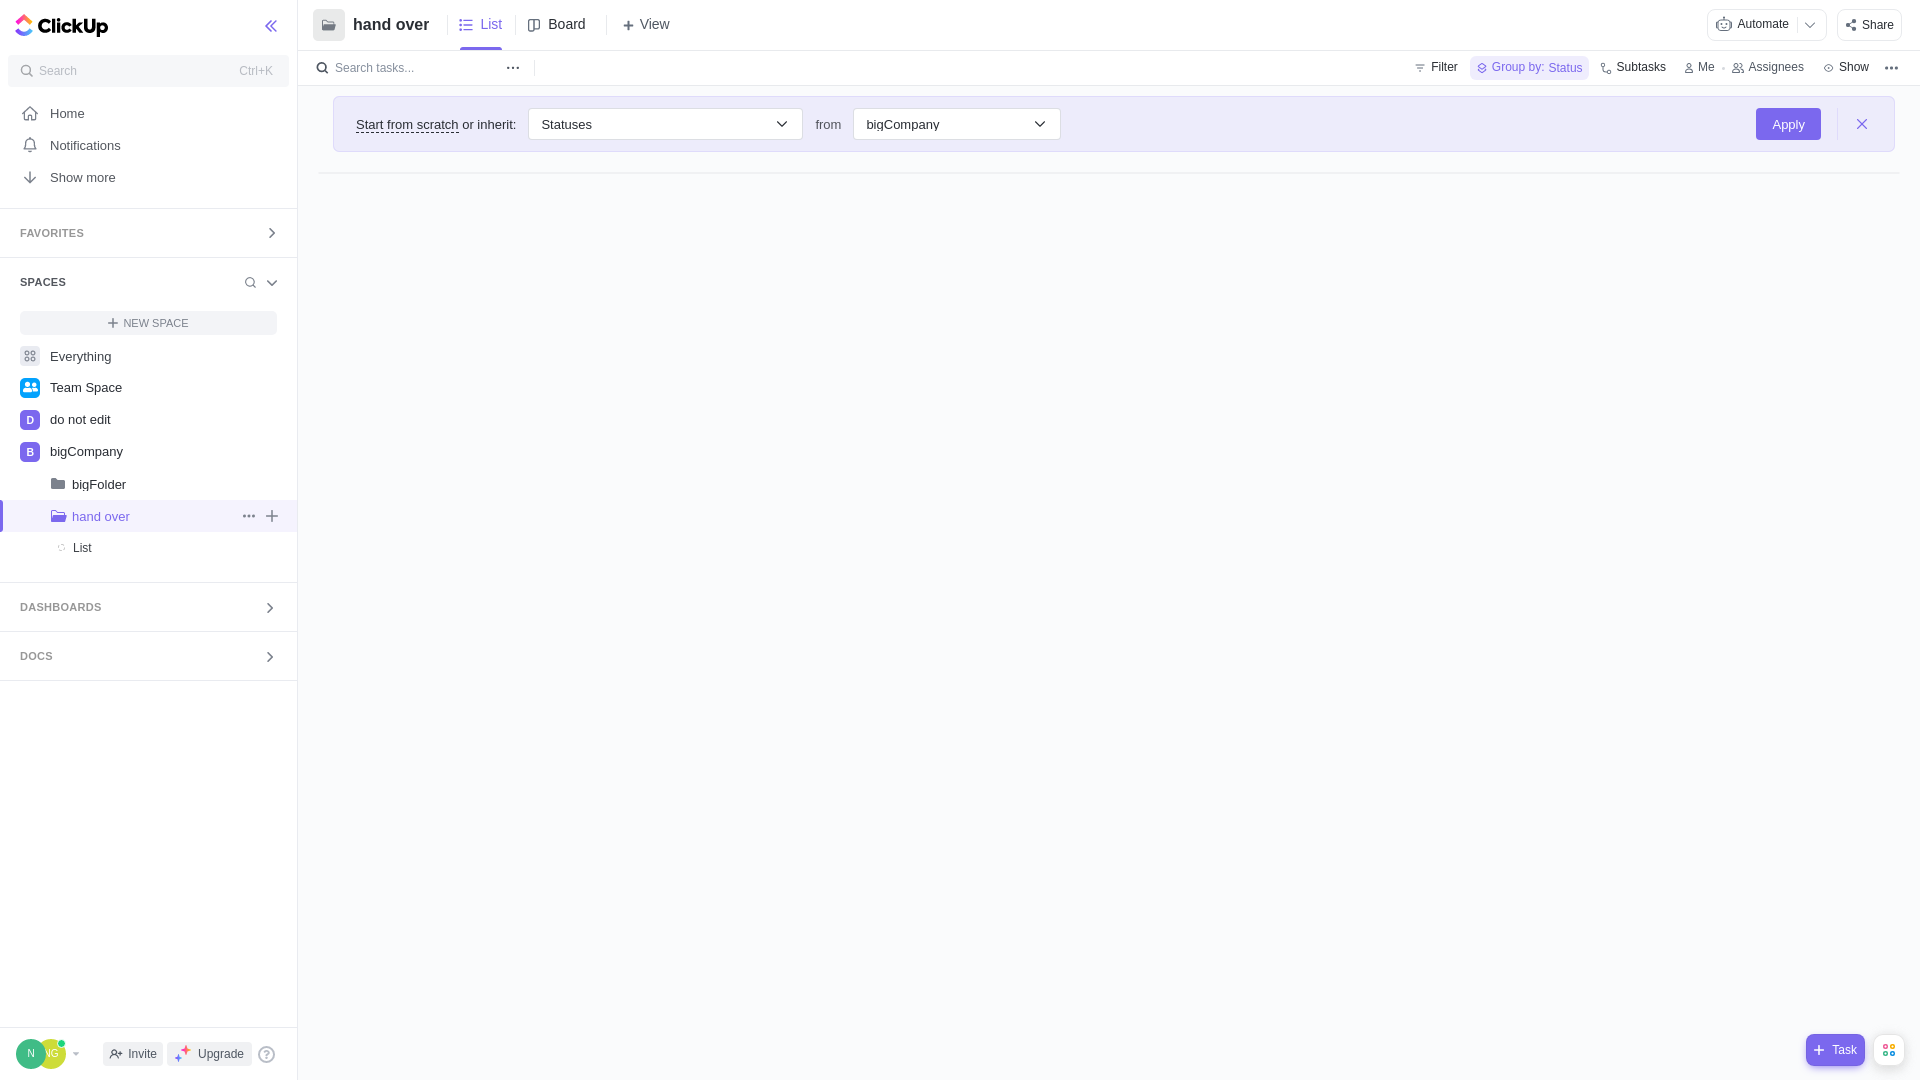 ClickUp
Search Ctrl+K
Home
Notifications
Show more
FAVORITES
SPACES
NEW SPACE
Everything
Team Space
D do not edit
B bigCompany
bigFolder
hand over
List
DASHBOARDS
DOCS
N NG Invite Upgrade ?
hand over List Board + View Automate Share
Search tasks... Filter Group by: Status Subtasks Me Assignees Show
Start from scratch or inherit: Statuses from bigCompany Apply
+ Task